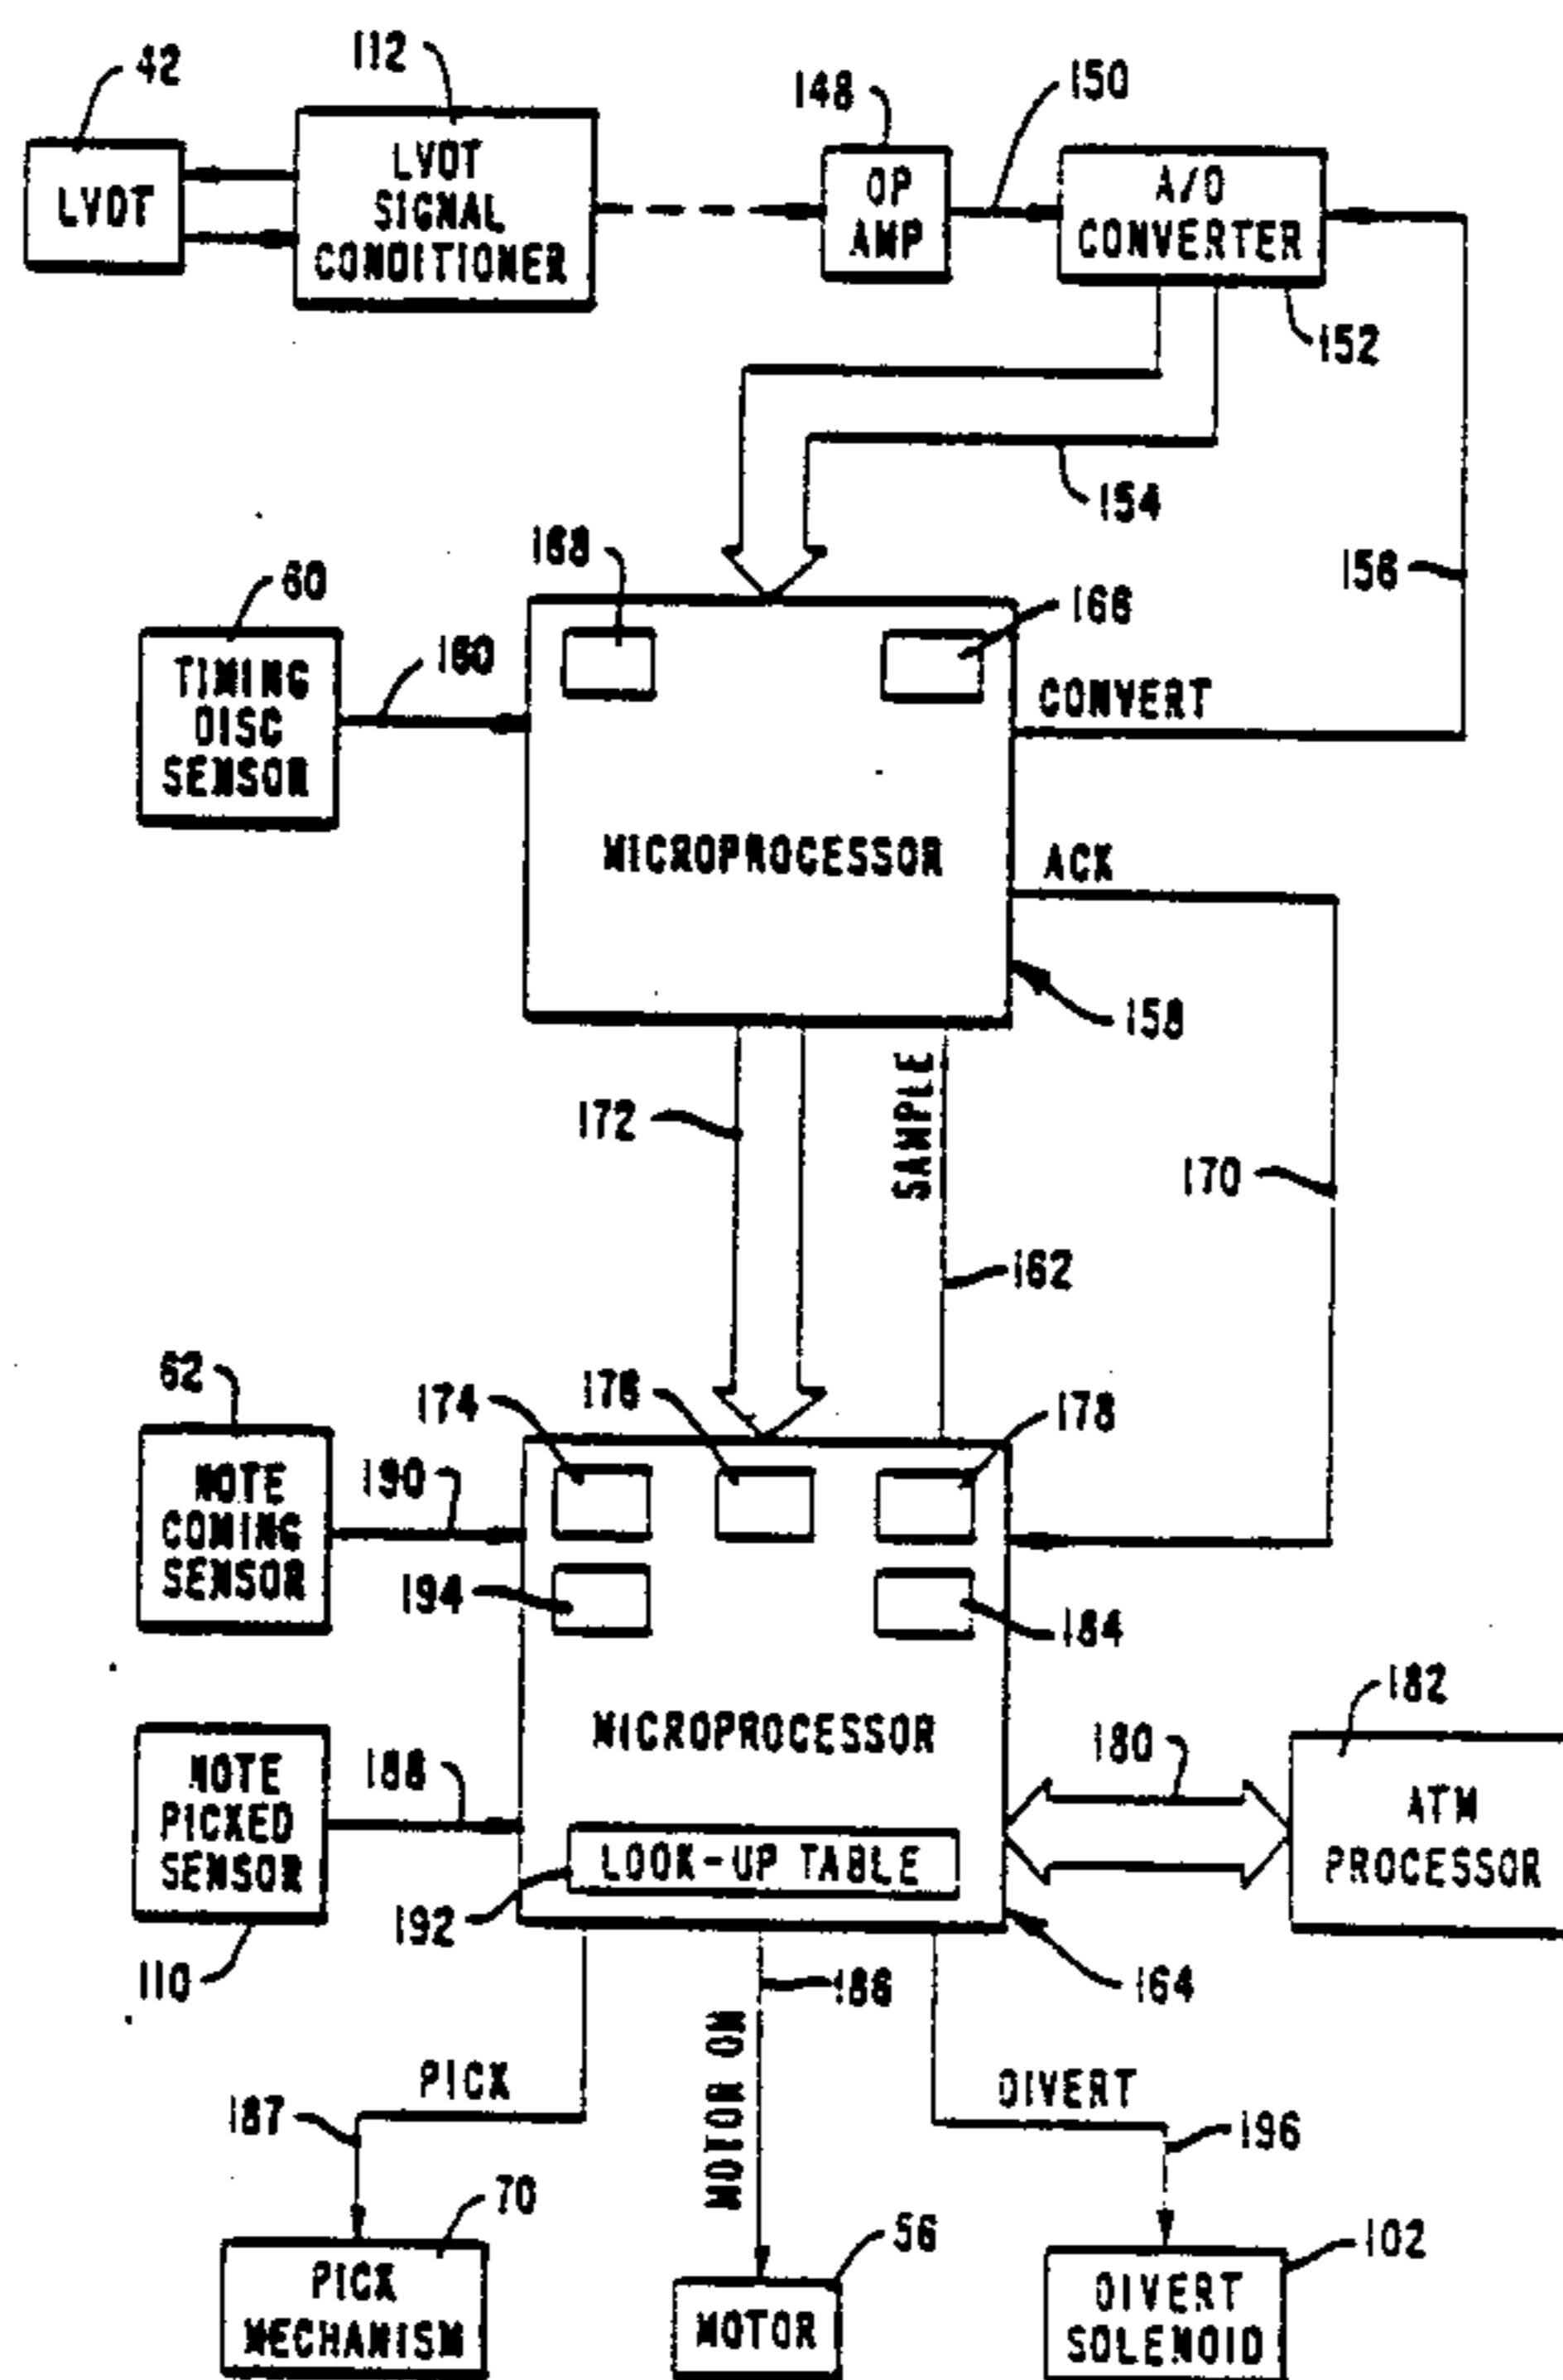 42
112
148
150
LVDT
LVDT
SIGNAL
CONDITIONER
OP
AMP
A/D
CONVERTER
152
154
168
166
156
60
160
TIMING
DISC
SENSOR
CONVERT
MICROPROCESSOR
ACK
158
172
SAMPLE
170
162
62
174
176
178
190
NOTE
COMING
SENSOR
194
184
182
MICROPROCESSOR
180
188
NOTE
PICKED
SENSOR
ATM
PROCESSOR
LOOK-UP TABLE
192
110
186
164
MOTOR ON
PICK
DIVERT
187
196
70
56
102
PICK
MECHANISM
MOTOR
DIVERT
SOLENOID